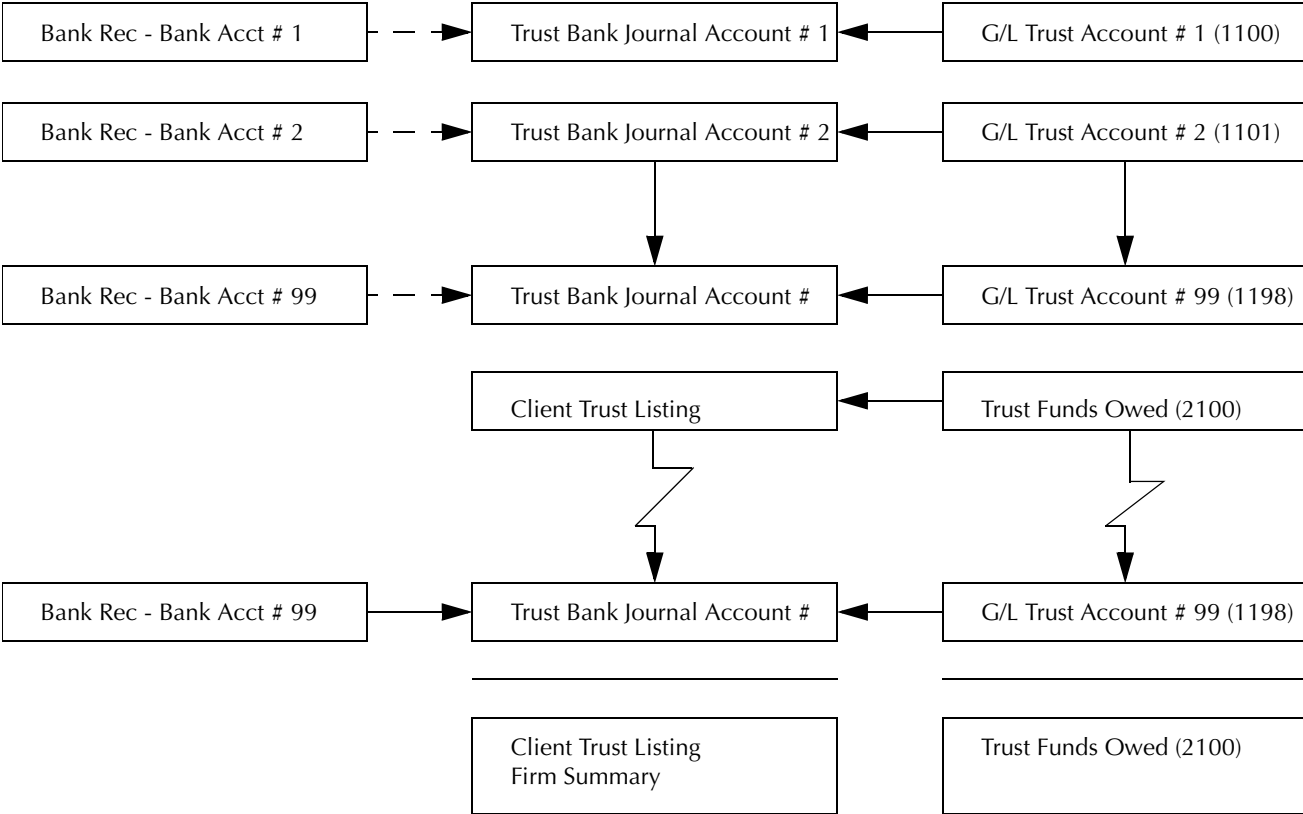 Bank Rec - Bank Acct # 1
Trust Bank Journal Account # 1
G/L Trust Account # 1 (1100)
Bank Rec - Bank Acct # 2
Trust Bank Journal Account # 2
G/L Trust Account # 2 (1101)
Bank Rec - Bank Acct # 99
Trust Bank Journal Account #
G/L Trust Account # 99 (1198)
Client Trust Listing
Trust Funds Owed (2100)
Bank Rec - Bank Acct # 99
Trust Bank Journal Account #
G/L Trust Account # 99 (1198)
Client Trust Listing
Firm Summary
Trust Funds Owed (2100)